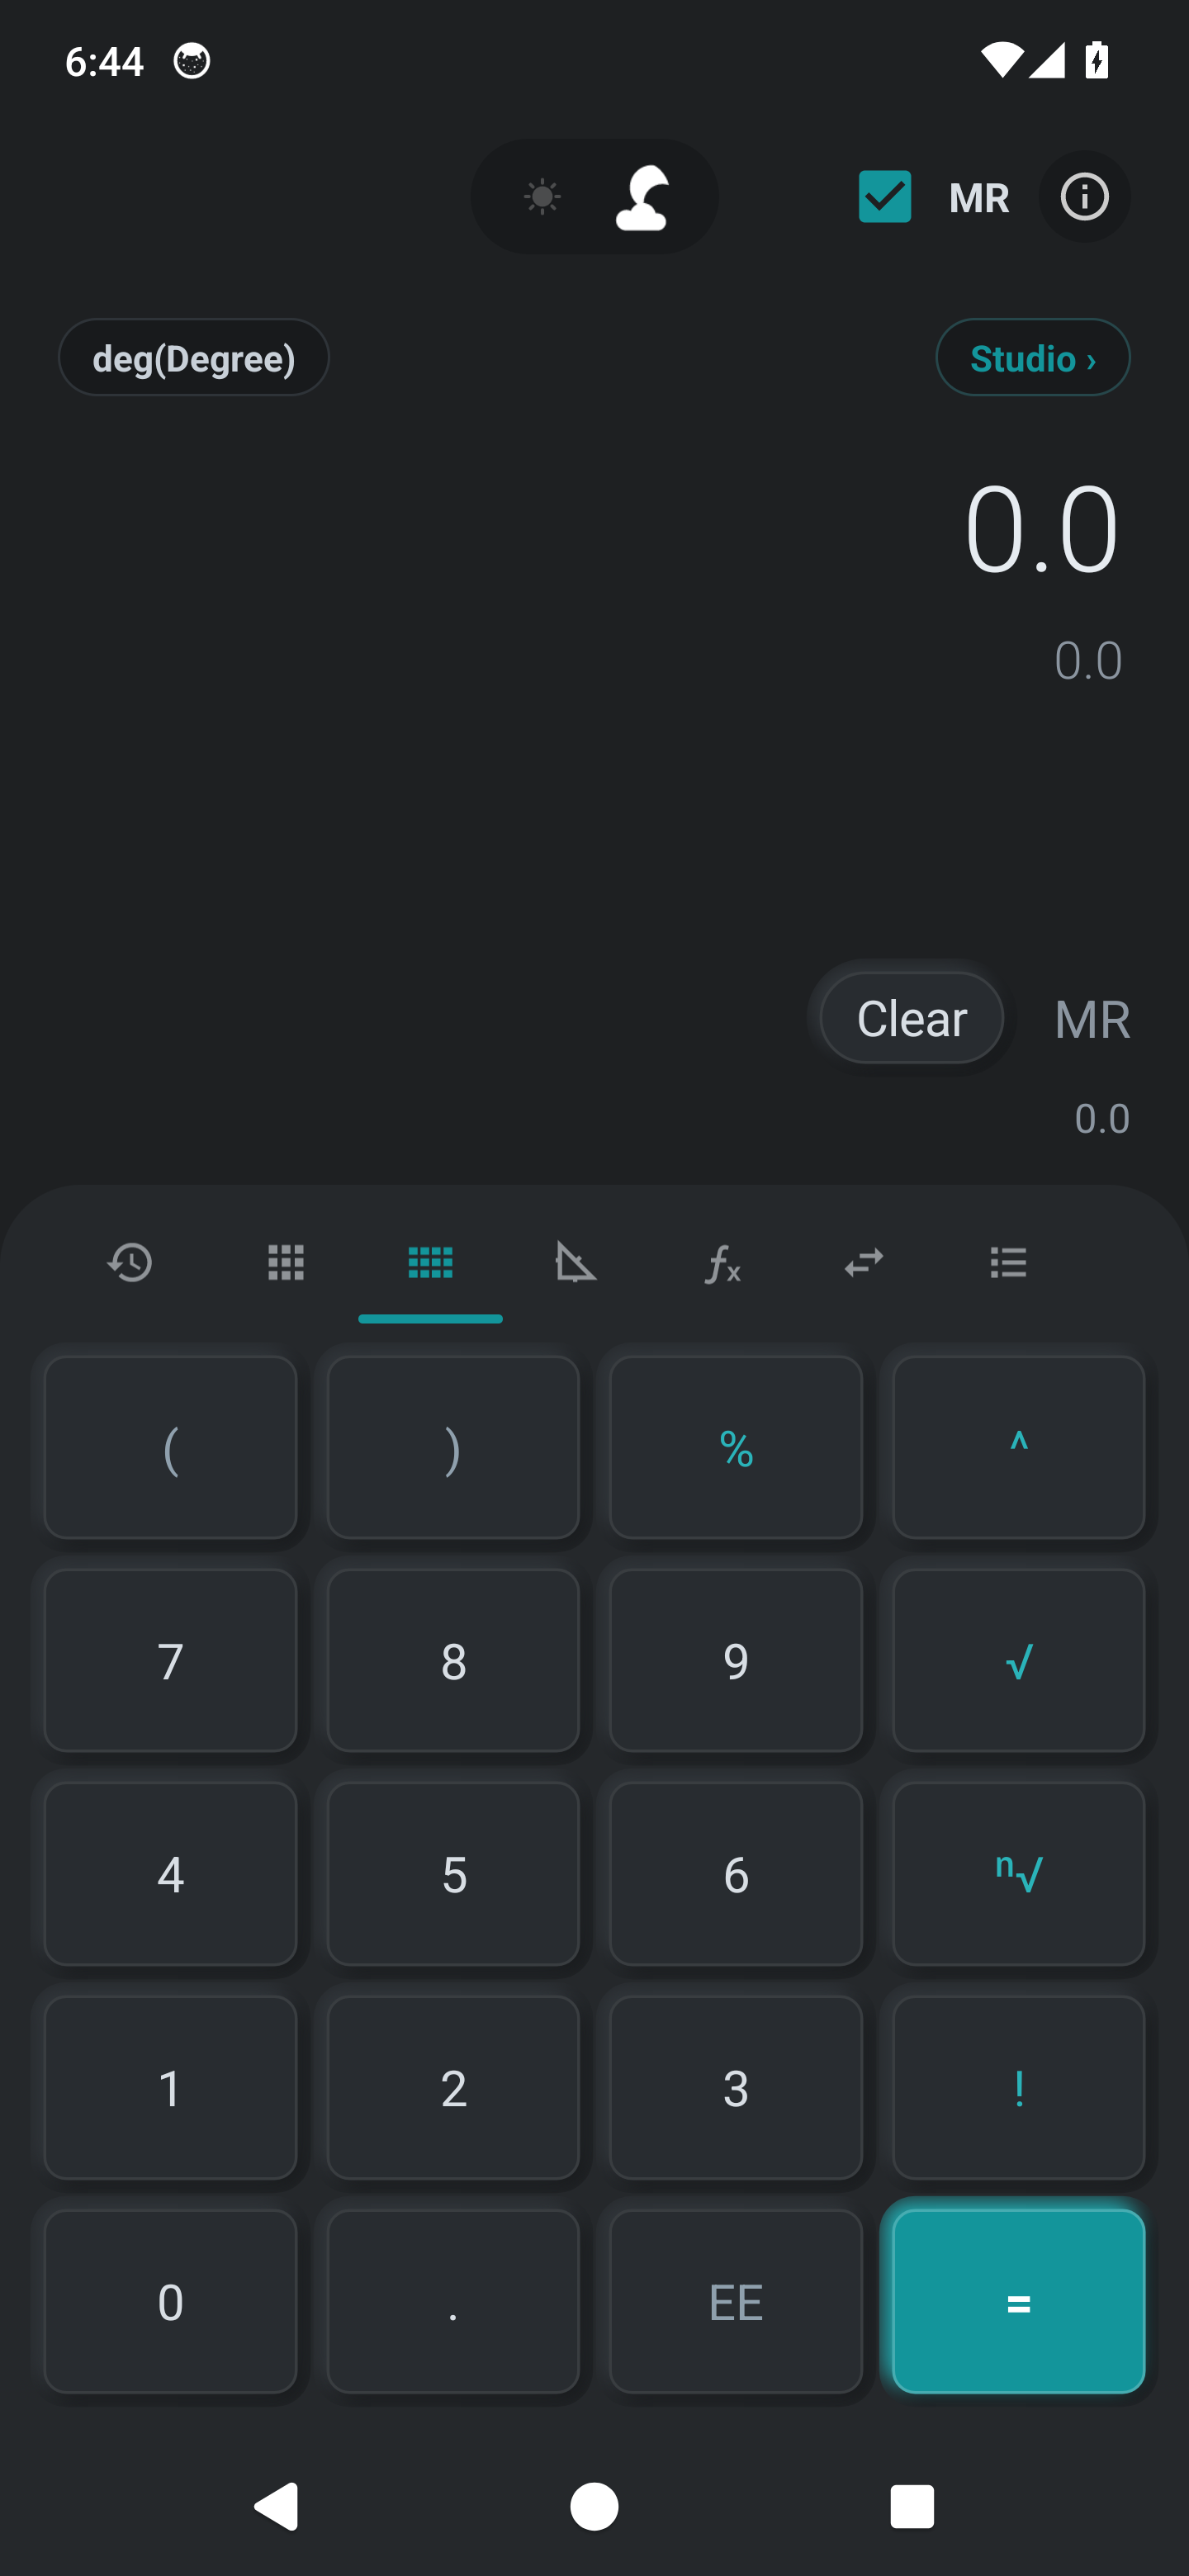 6:44
MR
deg(Degree)
Studio ›
0.0
0.0
Clear MR
0.0
fx
( ) % ^
7 8 9 √
4 5 6 ⁿ√
1 2 3 !
0 . EE =